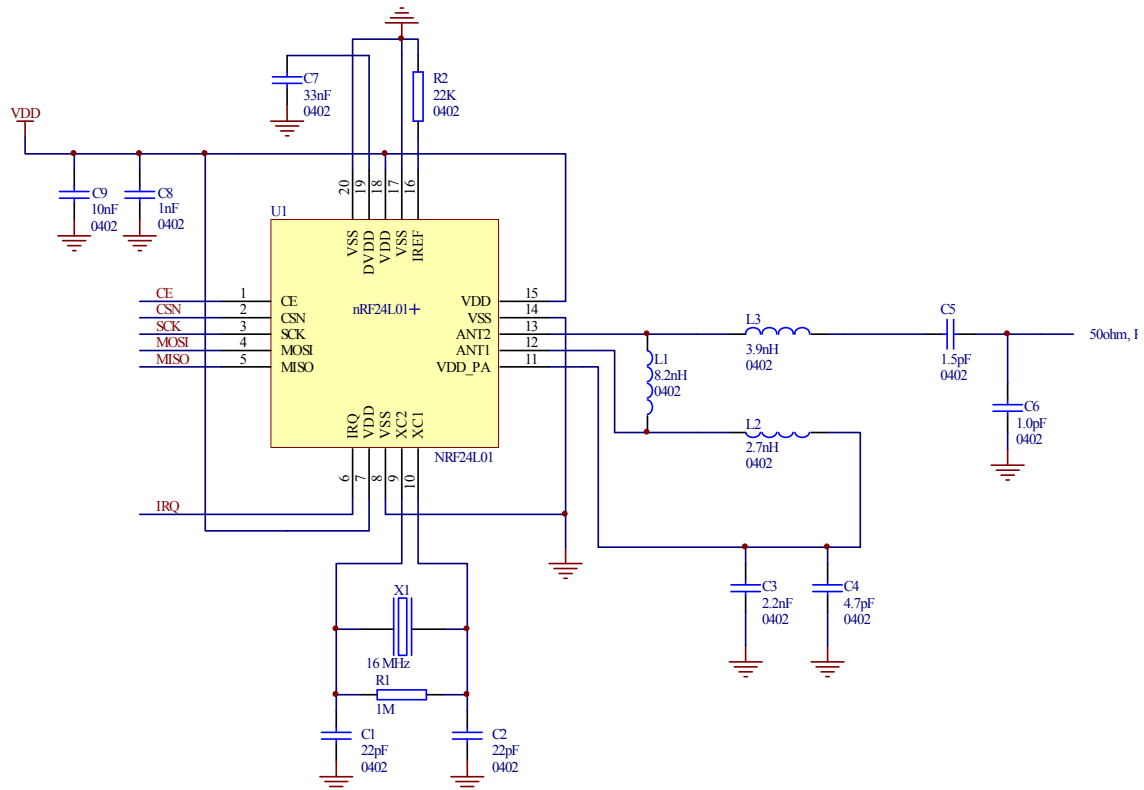 C7
33nF
0402
R2
22K
0402
VDD
C9
10nF
0402
C8
1nF
0402
U1
20
19
18
17
16
VSS
DVDD
VDD
VSS
IREF
nRF24L01+
CE
1
CE
CSN
2
CSN
SCK
3
SCK
MOSI
4
MOSI
MISO
5
MISO
VDD
15
VSS
14
ANT2
13
ANT1
12
VDD_PA
11
IRQ
VDD
VSS
XC2
XC1
6
7
8
9
10
NRF24L01
IRQ
L3
3.9nH
0402
L1
8.2nH
0402
L2
2.7nH
0402
C5
1.5pF
0402
50ohm,
C6
1.0pF
0402
C3
2.2nF
0402
C4
4.7pF
0402
X1
16 MHz
R1
1M
C1
22pF
0402
C2
22pF
0402